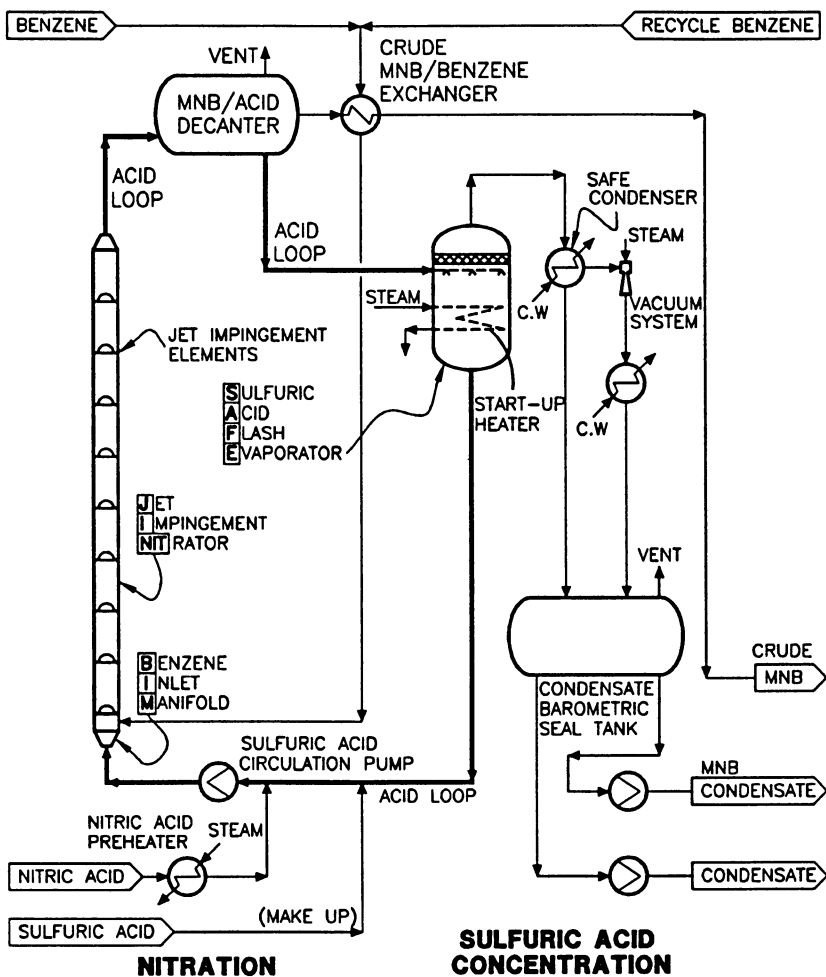 BENZENE
RECYCLE BENZENE
VENT
CRUDE
MNB/BENZENE
EXCHANGER
MNB/ACID
DECANTER
ACID
LOOP
ACID
LOOP
SAFE
CONDENSER
STEAM
STEAM
C.W
VACUUM
SYSTEM
JET IMPINGEMENT
ELEMENTS
SULFURIC
ACID
FLASH
EVAPORATOR
START-UP
HEATER
C.W
JET
IMPINGEMENT
NITRATOR
VENT
BENZENE
INLET
MANIFOLD
CRUDE
MNB
CONDENSATE
BAROMETRIC
SEAL TANK
SULFURIC ACID
CIRCULATION PUMP
ACID LOOP
MNB
CONDENSATE
NITRIC ACID
PREHEATER
STEAM
NITRIC ACID
CONDENSATE
(MAKE UP)
SULFURIC ACID
NITRATION
SULFURIC ACID
CONCENTRATION